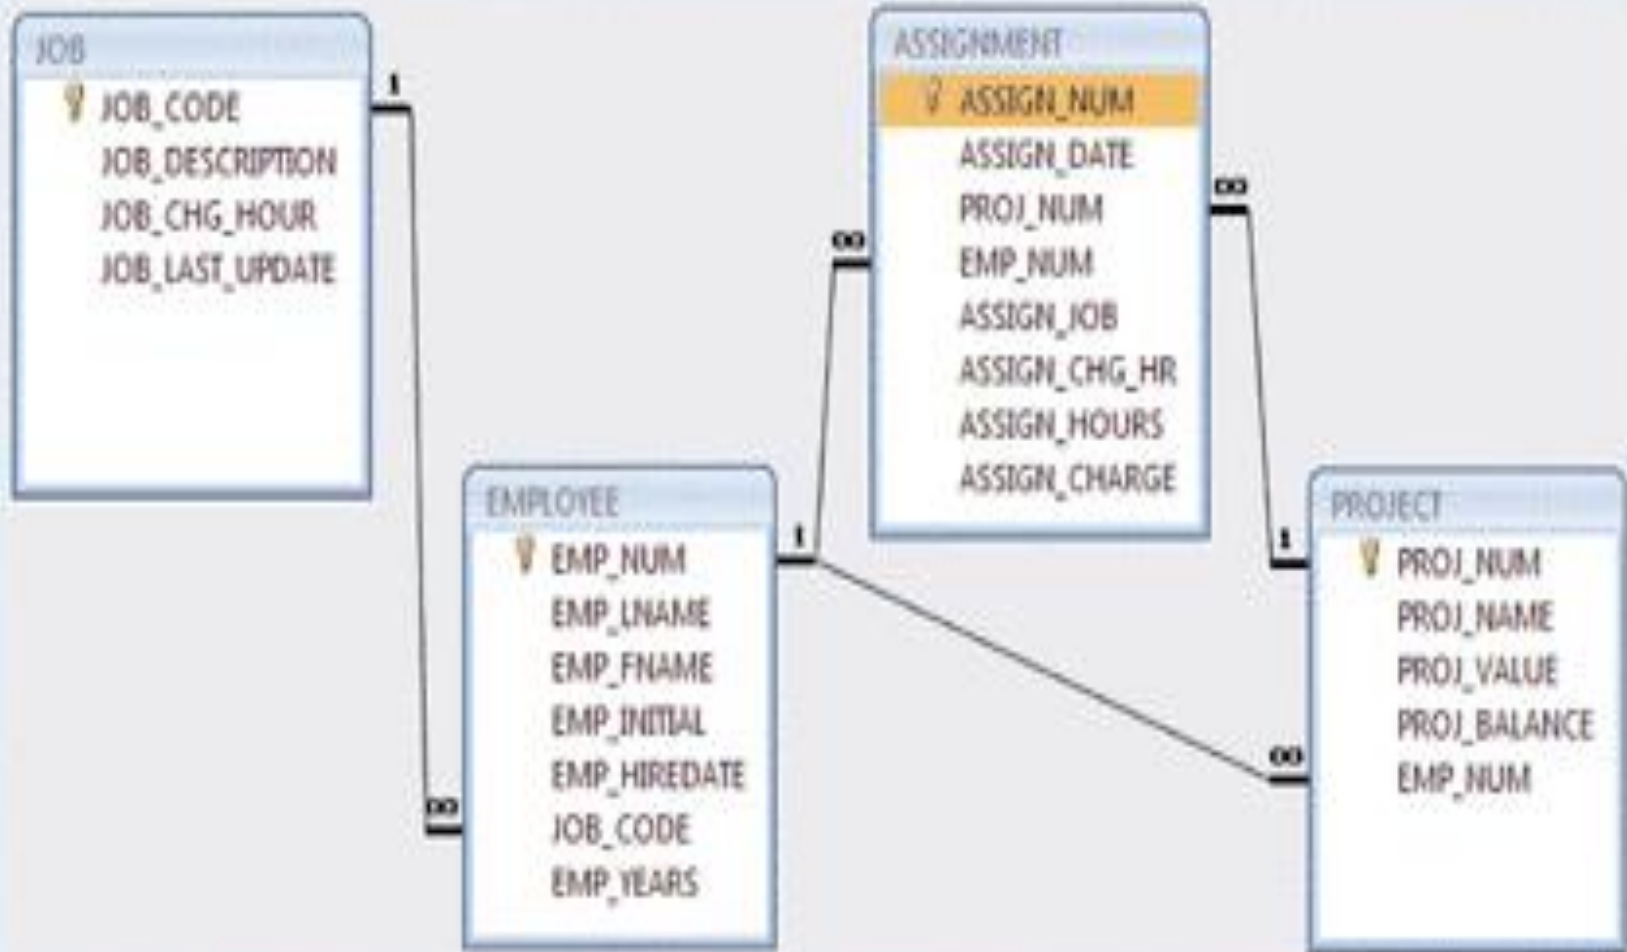 JOB
JOB_CODE
JOB_DESCRIPTION
JOB_CHG_HOUR
JOB_LAST_UPDATE
1
∞
ASSIGNMENT
ASSIGN_NUM
ASSIGN_DATE
PROJ_NUM
EMP_NUM
ASSIGN_JOB
ASSIGN_CHG_HR
ASSIGN_HOURS
ASSIGN_CHARGE
∞
∞
EMPLOYEE
EMP_NUM
EMP_LNAME
EMP_FNAME
EMP_INITIAL
EMP_HIREDATE
JOB_CODE
EMP_YEARS
1
PROJECT
PROJ_NUM
PROJ_NAME
PROJ_VALUE
PROJ_BALANCE
EMP_NUM
1
∞